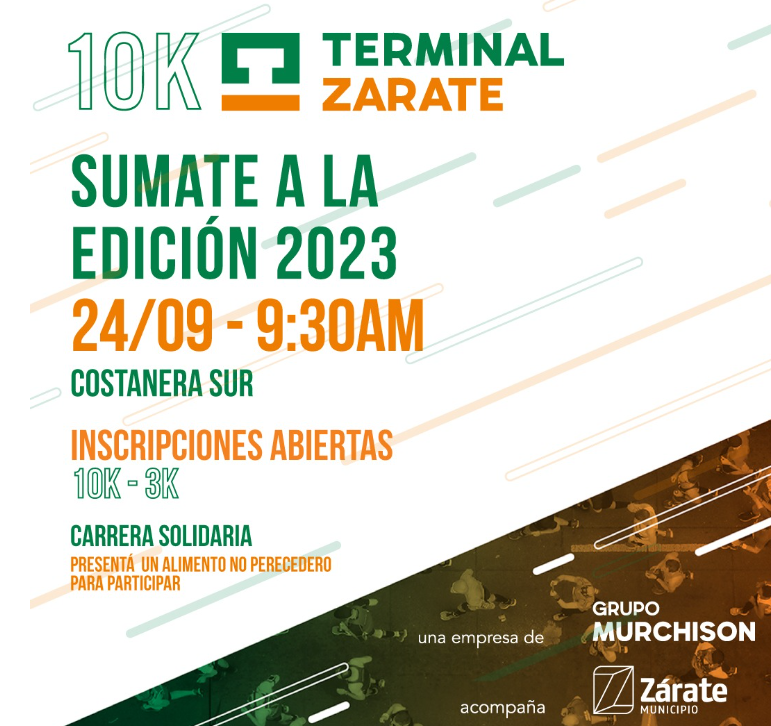 10K TERMINAL
ZARATE
SUMATE A LA
EDICIÓN 2023
24/09 - 9:30AM
COSTANERA SUR
INSCRIPCIONES ABIERTAS
10K - 3K
CARRERA SOLIDARIA
PRESENTÁ UN ALIMENTO NO PERECEDERO
PARA PARTICIPAR
una empresa de
GRUPO
MURCHISON
acompaña
Zárate
MUNICIPIO